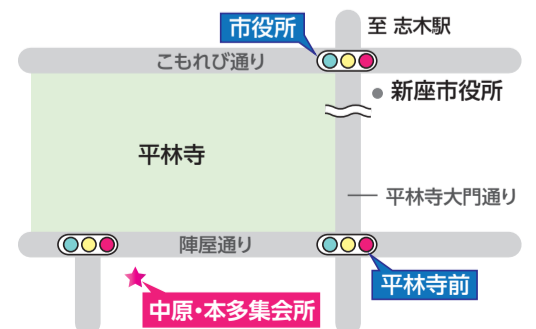 市役所
至 志木駅
こもれび通り
新座市役所
平林寺
平林寺大門通り
陣屋通り
平林寺前
中原・本多集会所